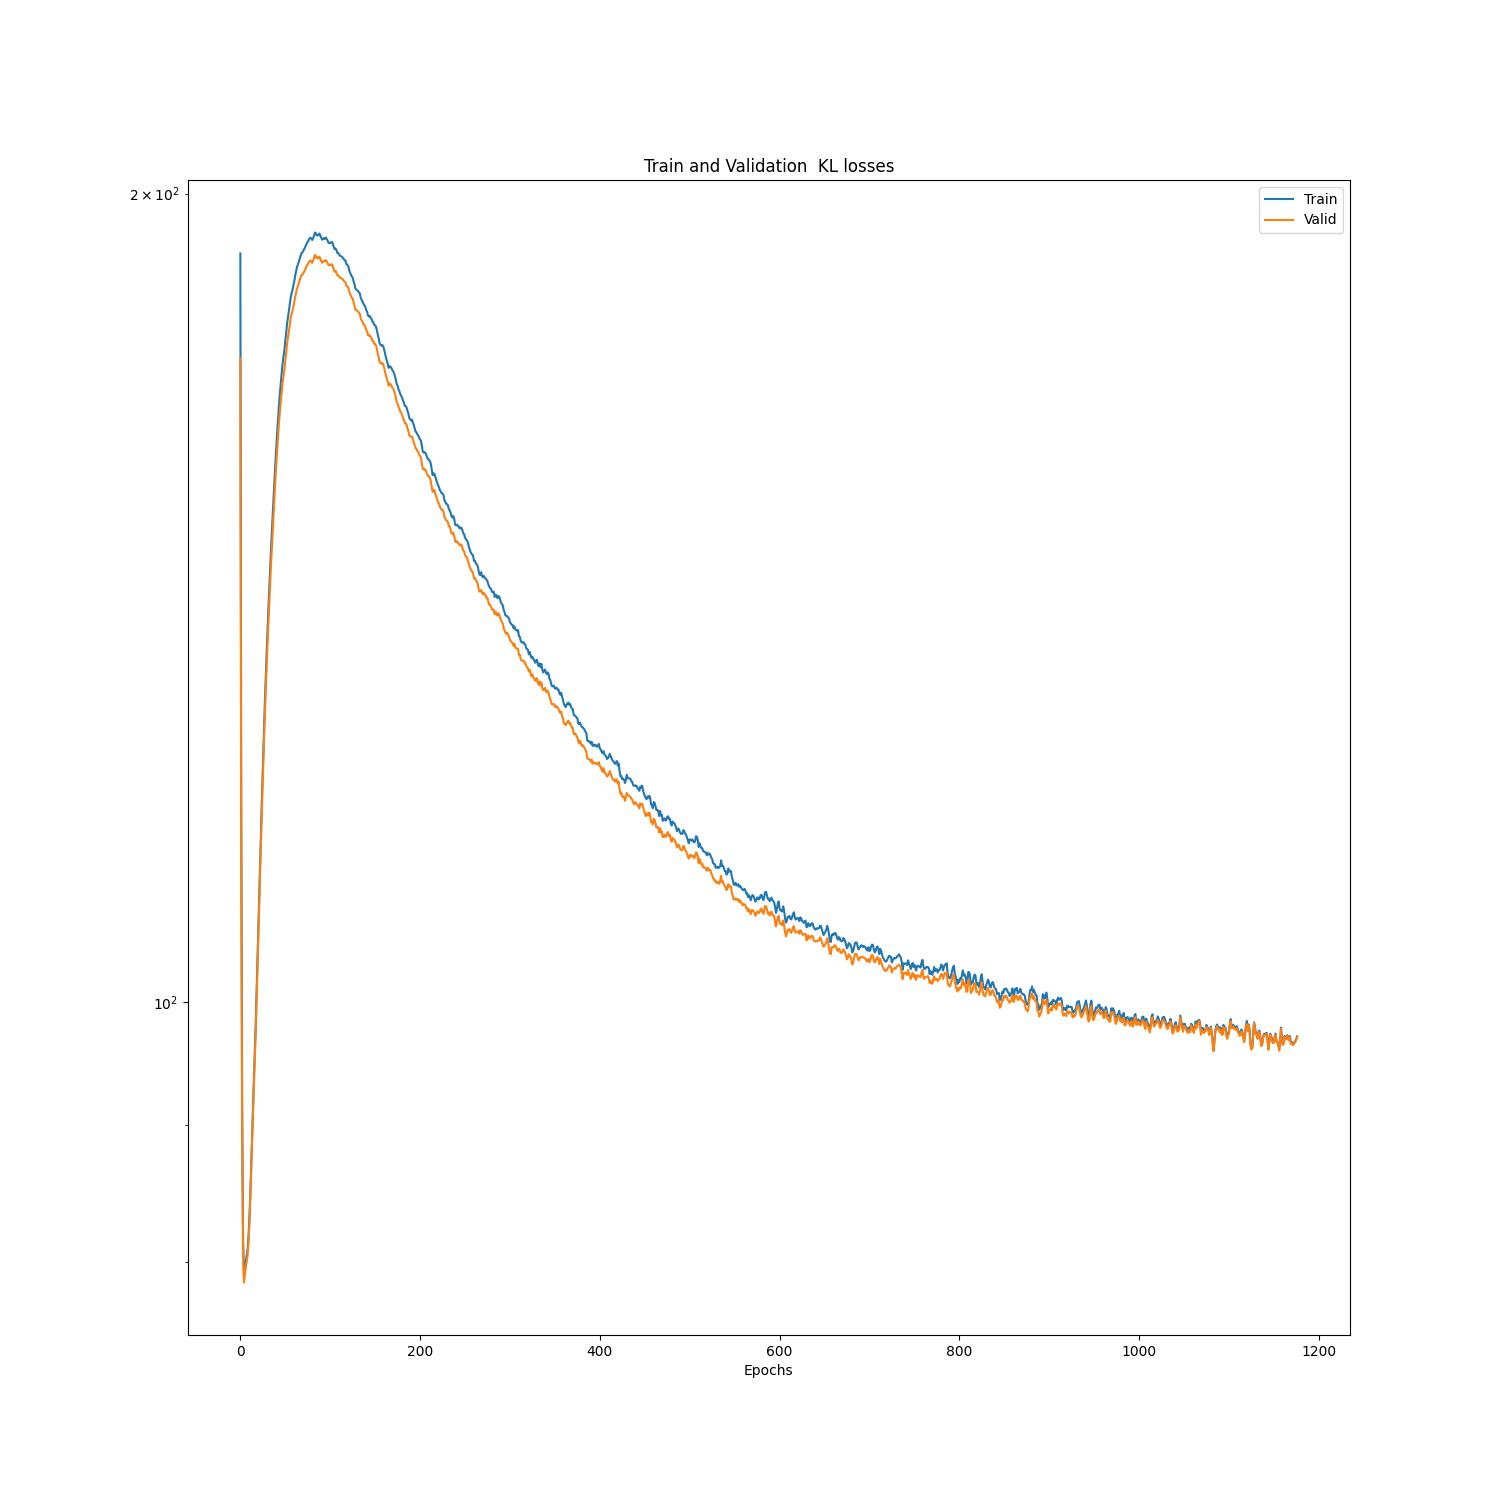 Train and Validation  KL losses
2 × 10²
Train
Valid
10²
0 200 400 600 800 1000 1200
Epochs